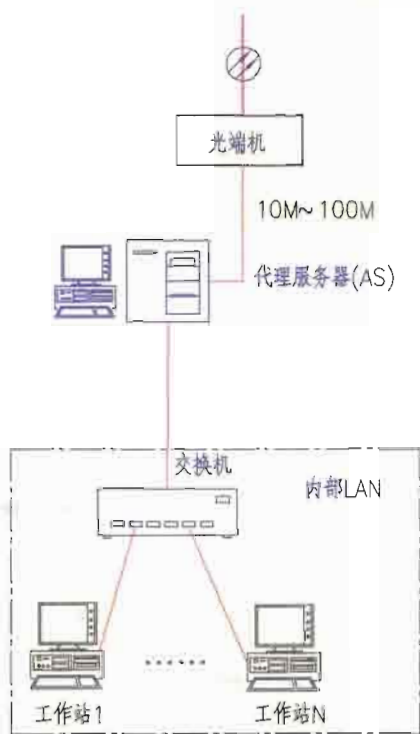 光端机
10M~100M
代理服务器(AS)
交换机
内部LAN
工作站1
工作站N